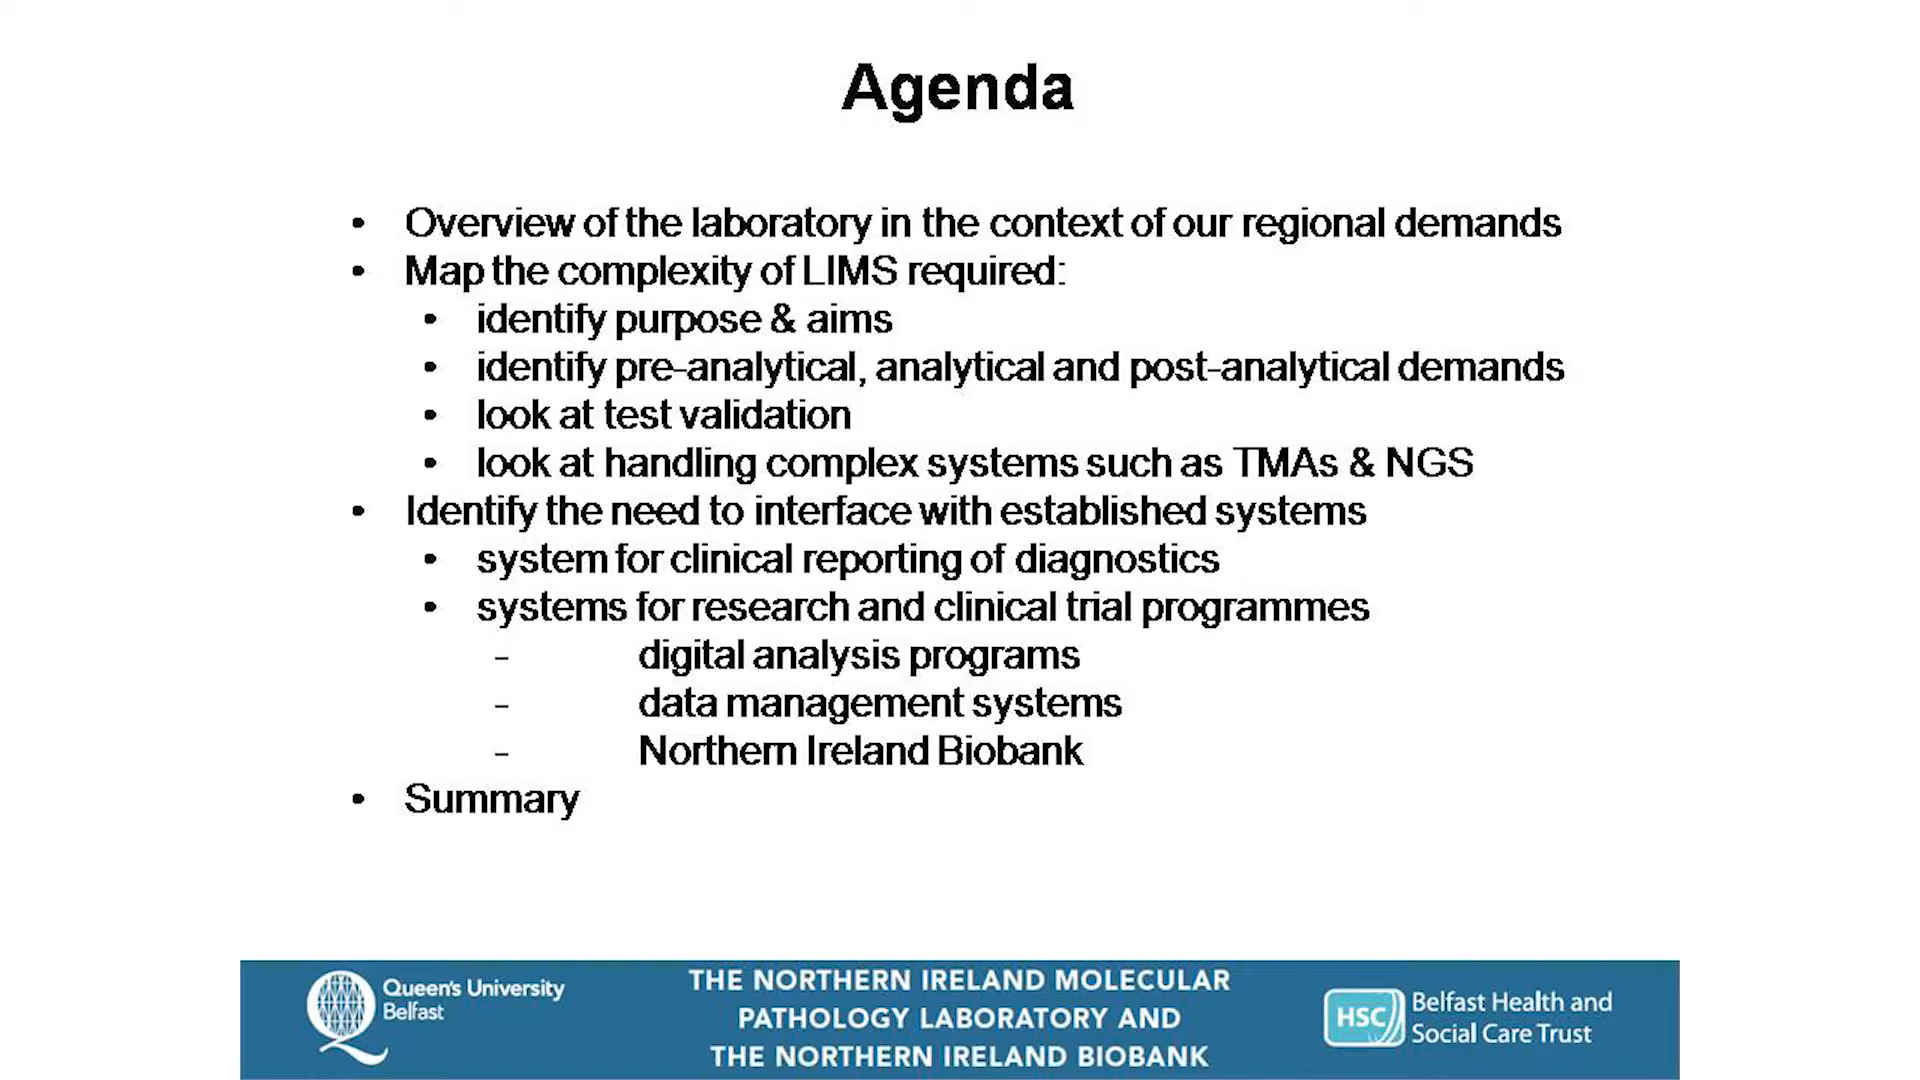 Agenda
• Overview of the laboratory in the context of our regional demands
• Map the complexity of LIMS required:
• identify purpose & aims
• identify pre-analytical, analytical and post-analytical demands
• look at test validation
• look at handling complex systems such as TMAs & NGS
• Identify the need to interface with established systems
• system for clinical reporting of diagnostics
• systems for research and clinical trial programmes
- digital analysis programs
- data management systems
- Northern Ireland Biobank
• Summary
Queen's University
Belfast
THE NORTHERN IRELAND MOLECULAR
PATHOLOGY LABORATORY AND
THE NORTHERN IRELAND BIOBANK
HSC
Belfast Health and
Social Care Trust